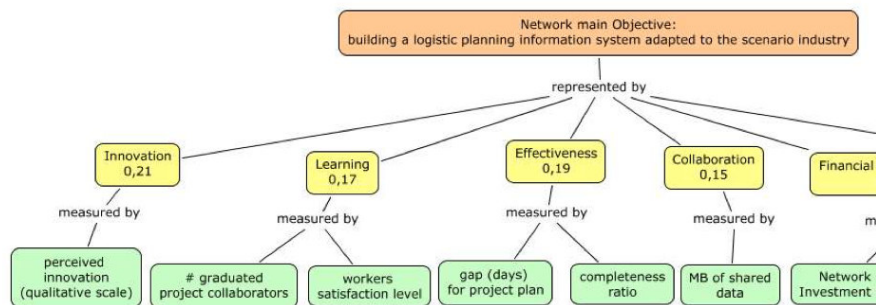 Network main Objective:
building a logistic planning information system adapted to the scenario industry
represented by
Innovation
0,21
Learning
0,17
Effectiveness
0,19
Collaboration
0,15
Financial
measured by
measured by
measured by
measured by
perceived
innovation
(qualitative scale)
# graduated
project collaborators
workers
satisfaction level
gap (days)
for project plan
completeness
ratio
MB of shared
data
Network
Investment